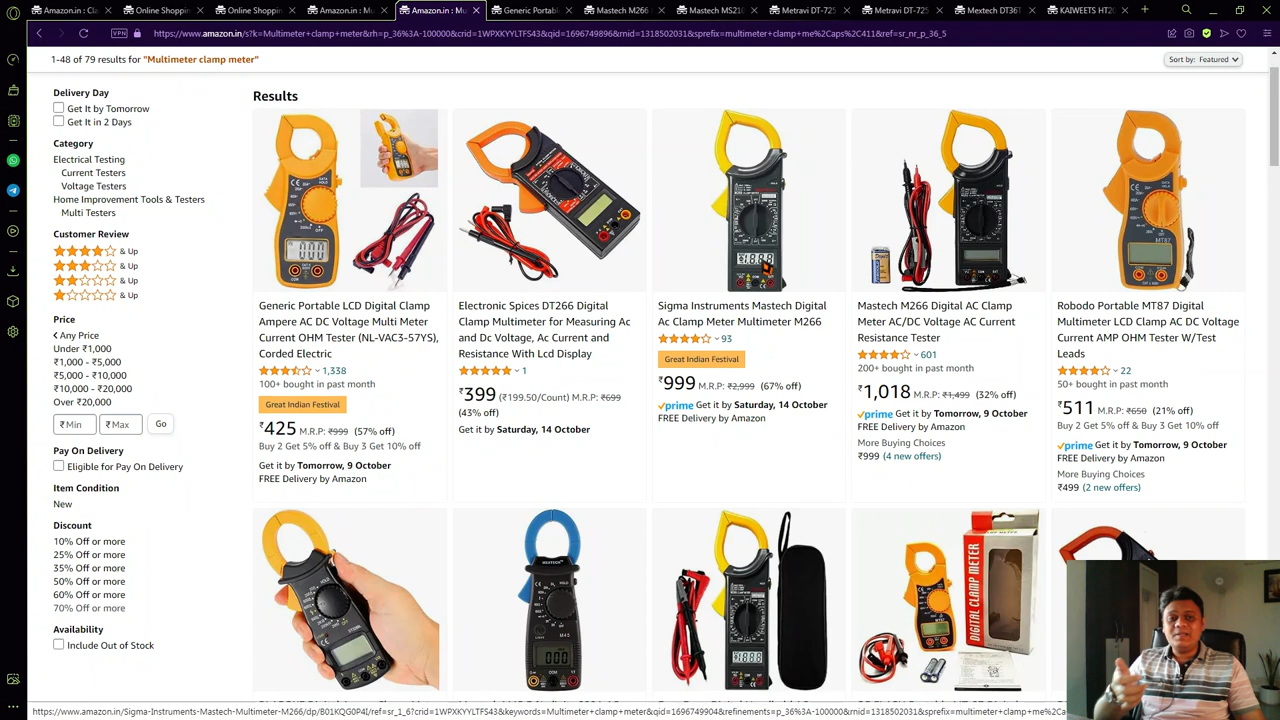 Amazon.in : Cl
Online Shoppin
Online Shoppin
Amazon.in : Mu
Amazon.in : Mu
Generic Portabl
Mastech M266
Mastech MS210
Metravi DT-725
Metravi DT-725
Mextech DT36T
KAIWEETS HT20
VPN
https://www.amazon.in/s?k=Multimeter+clamp+meter&rh=p_36%3A-100000&crid=1WPXKYYLTFS43&qid=1696749896&rnid=1318502031&sprefix=multimeter+clamp+me%2Caps%2C411&ref=sr_nr_p_36_5
1-48 of 79 results for "Multimeter clamp meter"
Sort by: Featured
Delivery Day
Get It by Tomorrow
Get It in 2 Days
Category
Electrical Testing
Current Testers
Voltage Testers
Home Improvement Tools & Testers
Multi Testers
Customer Review
& Up
& Up
& Up
& Up
Price
Any Price
Under ₹1,000
₹1,000 - ₹5,000
₹5,000 - ₹10,000
₹10,000 - ₹20,000
Over ₹20,000
₹ Min
₹ Max
Go
Pay On Delivery
Eligible for Pay On Delivery
Item Condition
New
Discount
10% Off or more
25% Off or more
35% Off or more
50% Off or more
60% Off or more
70% Off or more
Availability
Include Out of Stock
Results
Generic Portable LCD Digital Clamp
Ampere AC DC Voltage Multi Meter
Current OHM Tester (NL-VAC3-57YS),
Corded Electric
1,338
100+ bought in past month
Great Indian Festival
₹425 M.R.P: ₹999 (57% off)
Buy 2 Get 5% off & Buy 3 Get 10% off
Get it by Tomorrow, 9 October
FREE Delivery by Amazon
Electronic Spices DT266 Digital
Clamp Multimeter for Measuring Ac
and Dc Voltage, Ac Current and
Resistance With Lcd Display
1
₹399 (₹199.50/Count) M.R.P: ₹699
(43% off)
Get it by Saturday, 14 October
Sigma Instruments Mastech Digital
Ac Clamp Meter Multimeter M266
93
Great Indian Festival
₹999 M.R.P: ₹2,999 (67% off)
prime Get it by Saturday, 14 October
FREE Delivery by Amazon
Mastech M266 Digital AC Clamp
Meter AC/DC Voltage AC Current
Resistance Tester
601
200+ bought in past month
₹1,018 M.R.P: ₹1,499 (32% off)
prime Get it by Tomorrow, 9 October
FREE Delivery by Amazon
More Buying Choices
₹999 (4 new offers)
MT87
Robodo Portable MT87 Digital
Multimeter LCD Clamp AC DC Voltage
Current AMP OHM Tester W/Test
Leads
22
50+ bought in past month
₹511 M.R.P: ₹650 (21% off)
Buy 2 Get 5% off & Buy 3 Get 10% off
prime Get it by Tomorrow, 9 October
FREE Delivery by Amazon
More Buying Choices
₹499 (2 new offers)
DIGITAL CLAMP METER
https://www.amazon.in/Sigma-Instruments-Mastech-Multimeter-M266/dp/B01KQG0P4I/ref=sr_1_6?crid=1WPXKYYLTFS43&keywords=Multimeter+clamp+meter&qid=1696749904&refinements=p_36%3A-100000&rnid=1318502031&sprefix=multimeter+clamp+me%2Ca